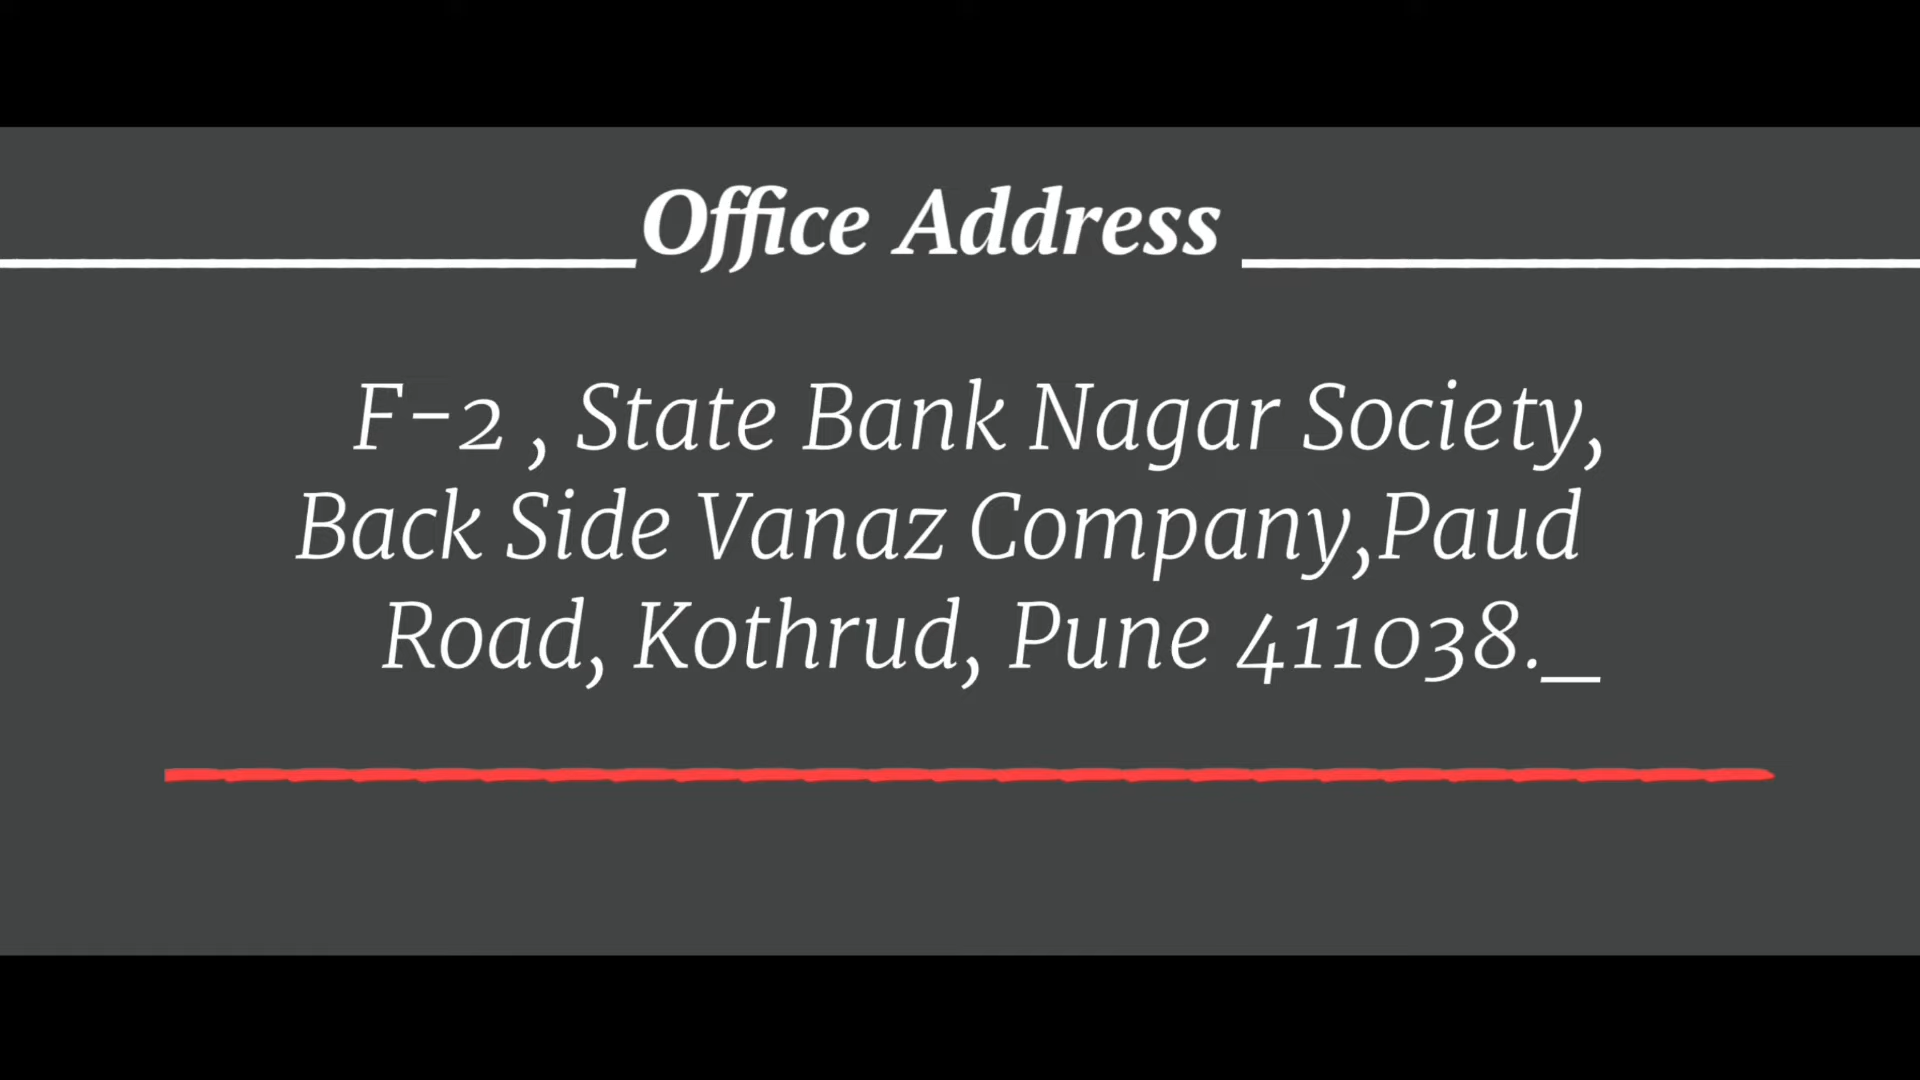 Office Address
F-2 , State Bank Nagar Society,
Back Side Vanaz Company,Paud
Road, Kothrud, Pune 411038._